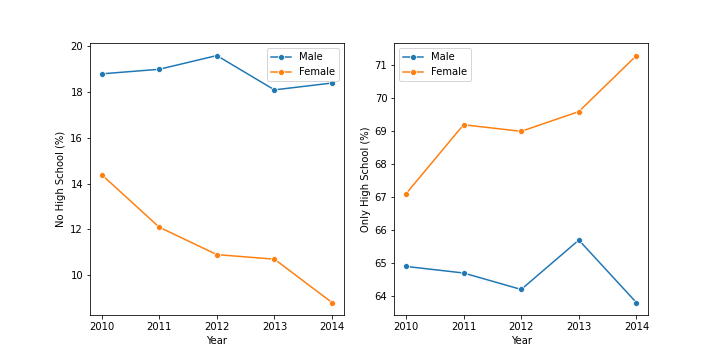 No High School (%)
20
18
16
14
12
10
Male
Female
2010 2011 2012 2013 2014
Year
Only High School (%)
71
70
69
68
67
66
65
64
Male
Female
2010 2011 2012 2013 2014
Year